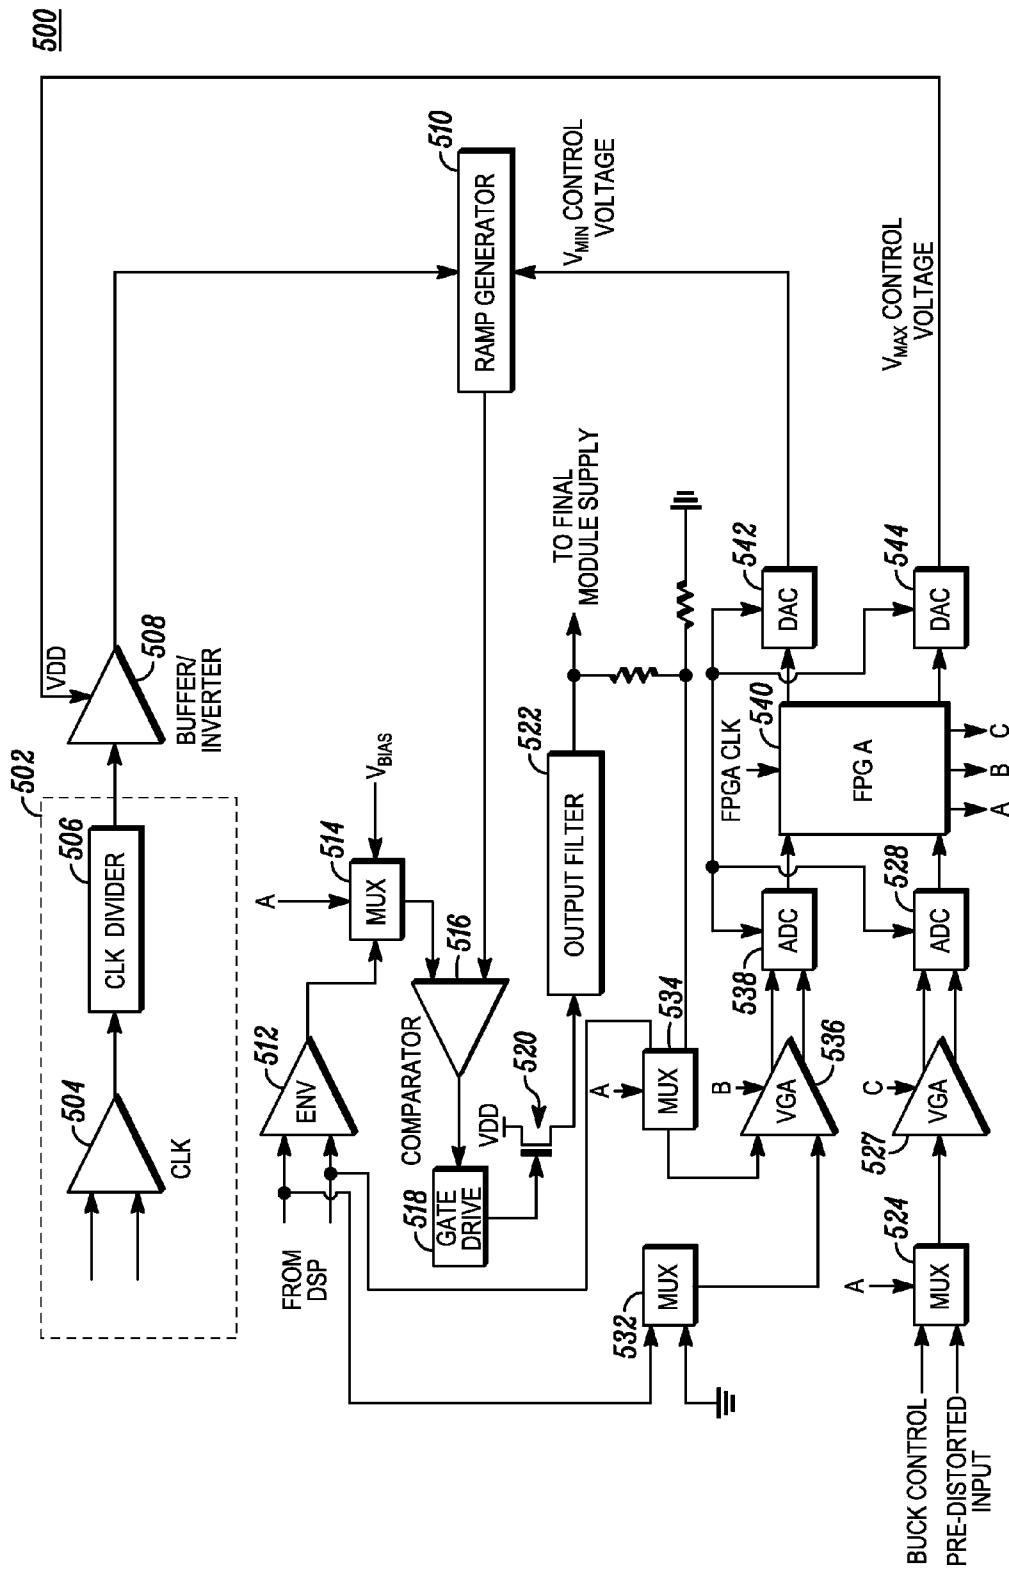 500
502
504
CLK
506
CLK DIVIDER
VDD
508
BUFFER/
INVERTER
510
RAMP GENERATOR
V_MIN CONTROL
VOLTAGE
V_MAX CONTROL
VOLTAGE
FROM
DSP
512
ENV
A
514
MUX
V_BIAS
COMPARATOR
516
518
GATE
DRIVE
VDD
520
522
OUTPUT FILTER
TO FINAL
MODULE SUPPLY
532
MUX
A
534
MUX
B
VGA
536
538
ADC
FPGA CLK
540
FPG A
A
B
C
542
DAC
544
DAC
BUCK CONTROL
PRE-DISTORTED
INPUT
A
524
MUX
C
527
VGA
528
ADC